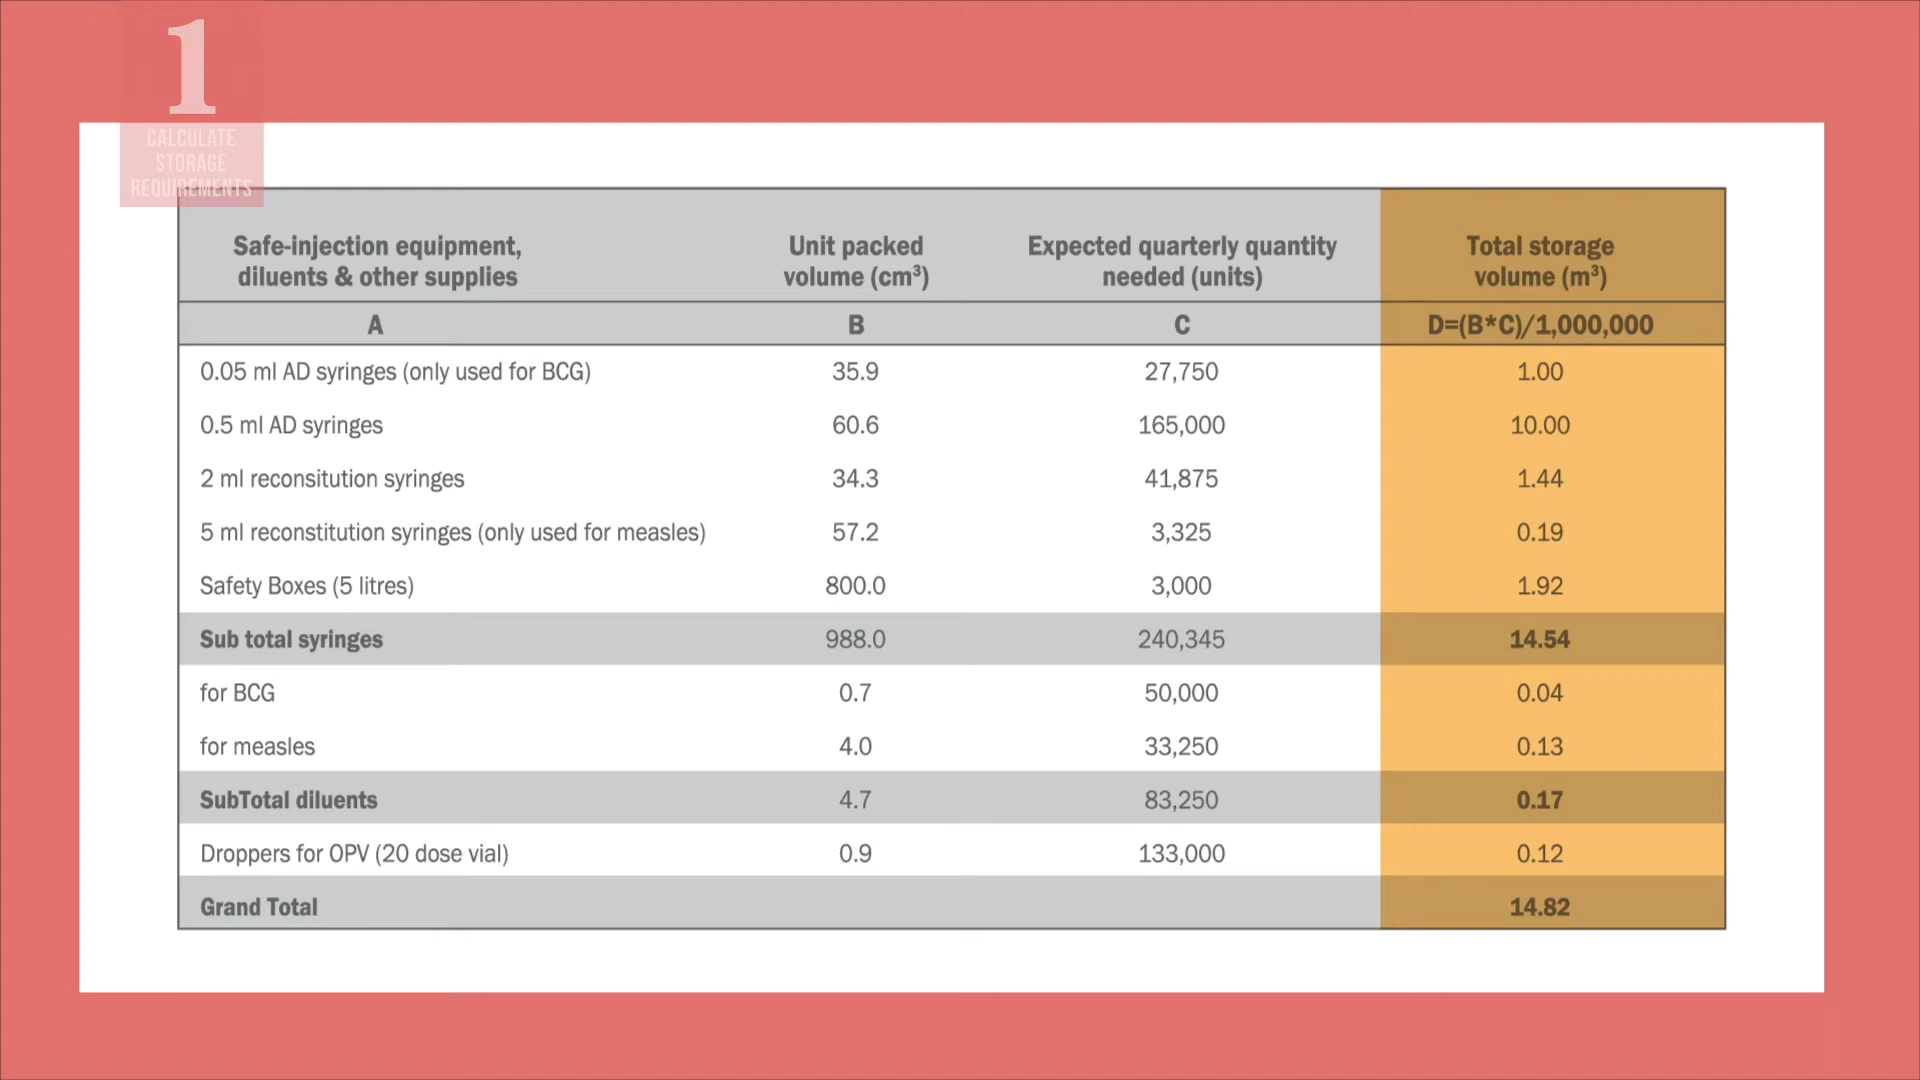 1
CALCULATE
STORAGE
REQUIREMENTS
Safe-injection equipment,
diluents & other supplies
Unit packed
volume (cm³)
Expected quarterly quantity
needed (units)
Total storage
volume (m³)
A B C D=(B*C)/1,000,000
0.05 ml AD syringes (only used for BCG) 35.9 27,750 1.00
0.5 ml AD syringes 60.6 165,000 10.00
2 ml reconsitution syringes 34.3 41,875 1.44
5 ml reconstitution syringes (only used for measles) 57.2 3,325 0.19
Safety Boxes (5 litres) 800.0 3,000 1.92
Sub total syringes 988.0 240,345 14.54
for BCG 0.7 50,000 0.04
for measles 4.0 33,250 0.13
SubTotal diluents 4.7 83,250 0.17
Droppers for OPV (20 dose vial) 0.9 133,000 0.12
Grand Total 14.82